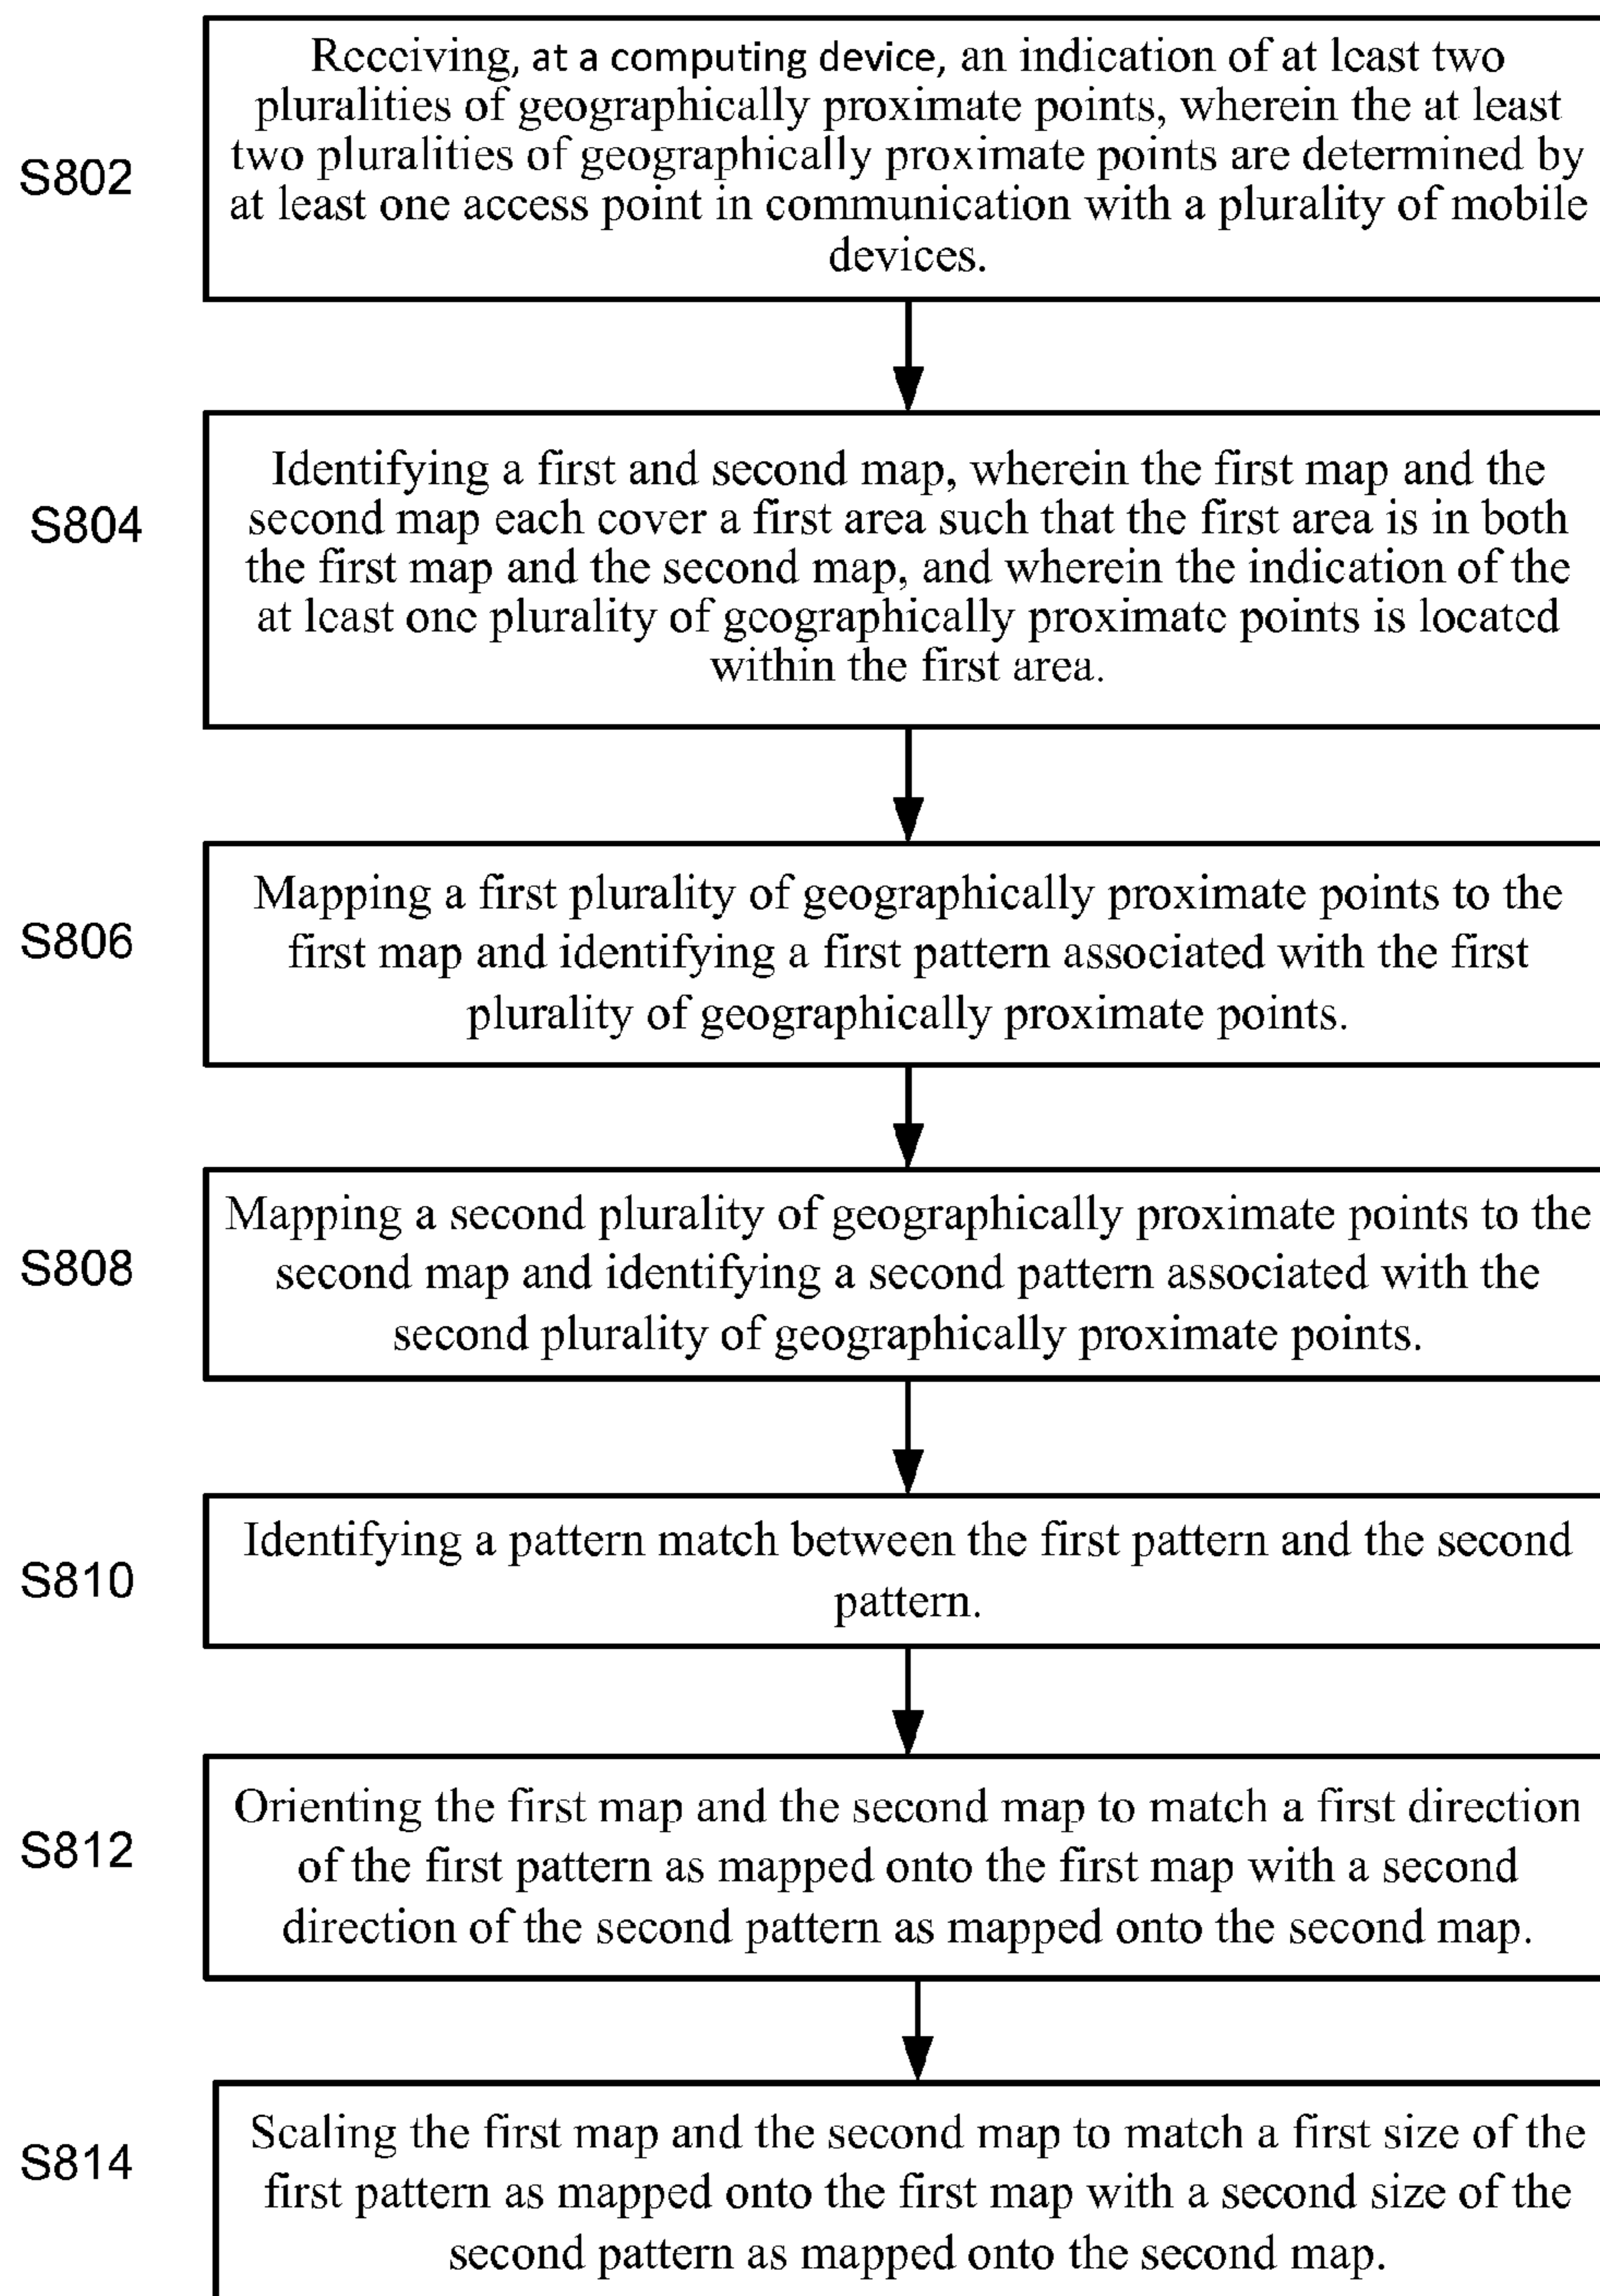 Receiving, at a computing device, an indication of at least two
pluralities of geographically proximate points, wherein the at least
S802
two pluralities of geographically proximate points are determined by
at least one access point in communication with a plurality of mobile
devices.
Identifying a first and second map, wherein the first map and the
S804
second map each cover a first area such that the first area is in both
the first map and the second map, and wherein the indication of the
at least one plurality of geographically proximate points is located
within the first area.
Mapping a first plurality of geographically proximate points to the
S806
first map and identifying a first pattern associated with the first
plurality of geographically proximate points.
Mapping a second plurality of geographically proximate points to the
S808
second map and identifying a second pattern associated with the
second plurality of geographically proximate points.
Identifying a pattern match between the first pattern and the second
S810
pattern.
Orienting the first map and the second map to match a first direction
S812
of the first pattern as mapped onto the first map with a second
direction of the second pattern as mapped onto the second map.
Scaling the first map and the second map to match a first size of the
S814
first pattern as mapped onto the first map with a second size of the
second pattern as mapped onto the second map.